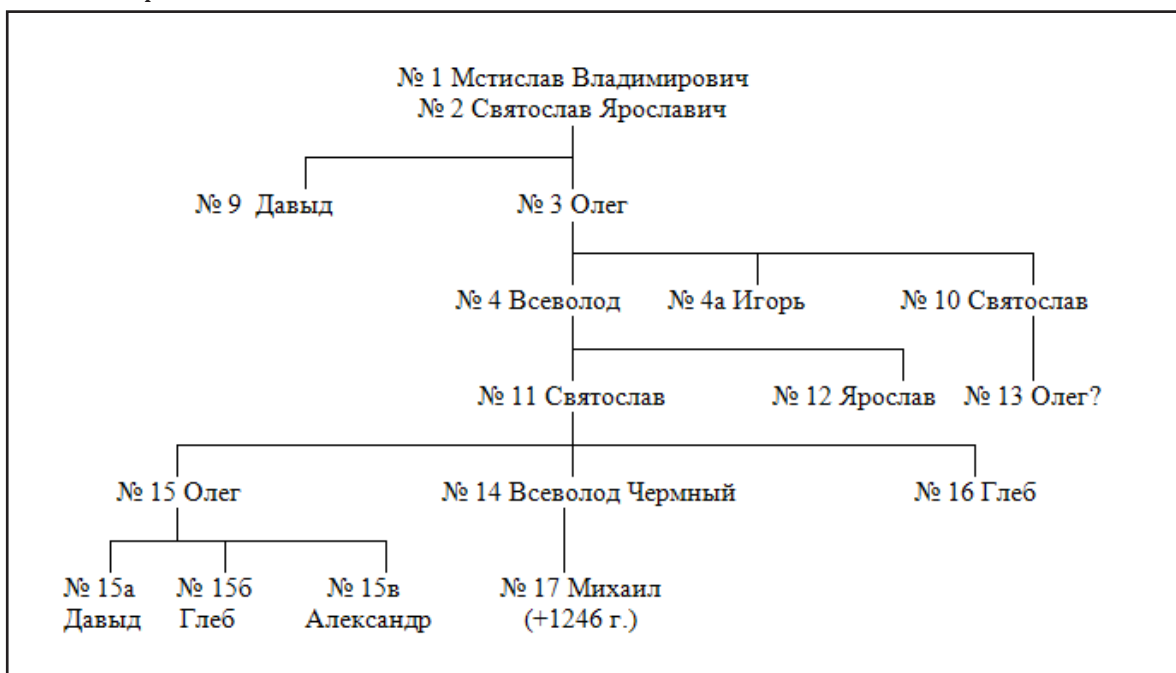 № 1 Мстислав Владимирович
№ 2 Святослав Ярославич
№ 9 Давыд
№ 3 Олег
№ 4 Всеволод
№ 4а Игорь
№ 10 Святослав
№ 11 Святослав
№ 12 Ярослав
№ 13 Олег?
№ 15 Олег
№ 14 Всеволод Чермный
№ 16 Глеб
№ 15а
Давыд
№ 15б
Глеб
№ 15в
Александр
№ 17 Михаил
(+1246 г.)